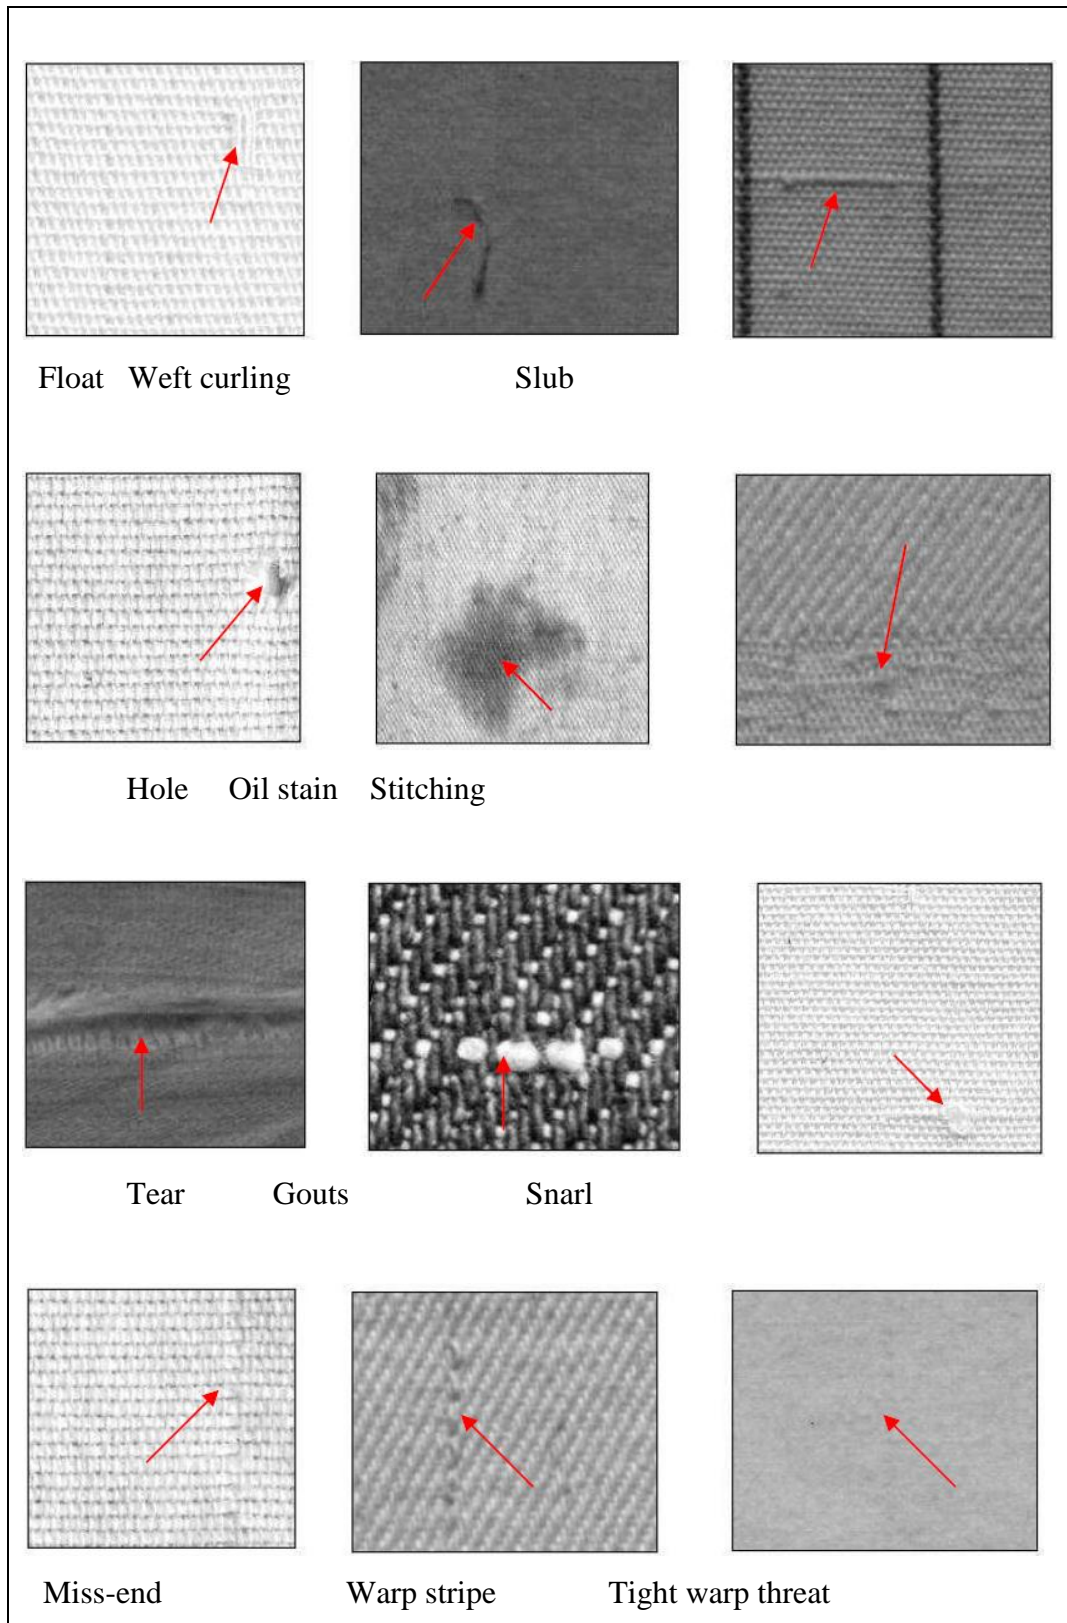 Float Weft curling Slub
Hole Oil stain Stitching
Tear Gouts Snarl
Miss-end Warp stripe Tight warp threat